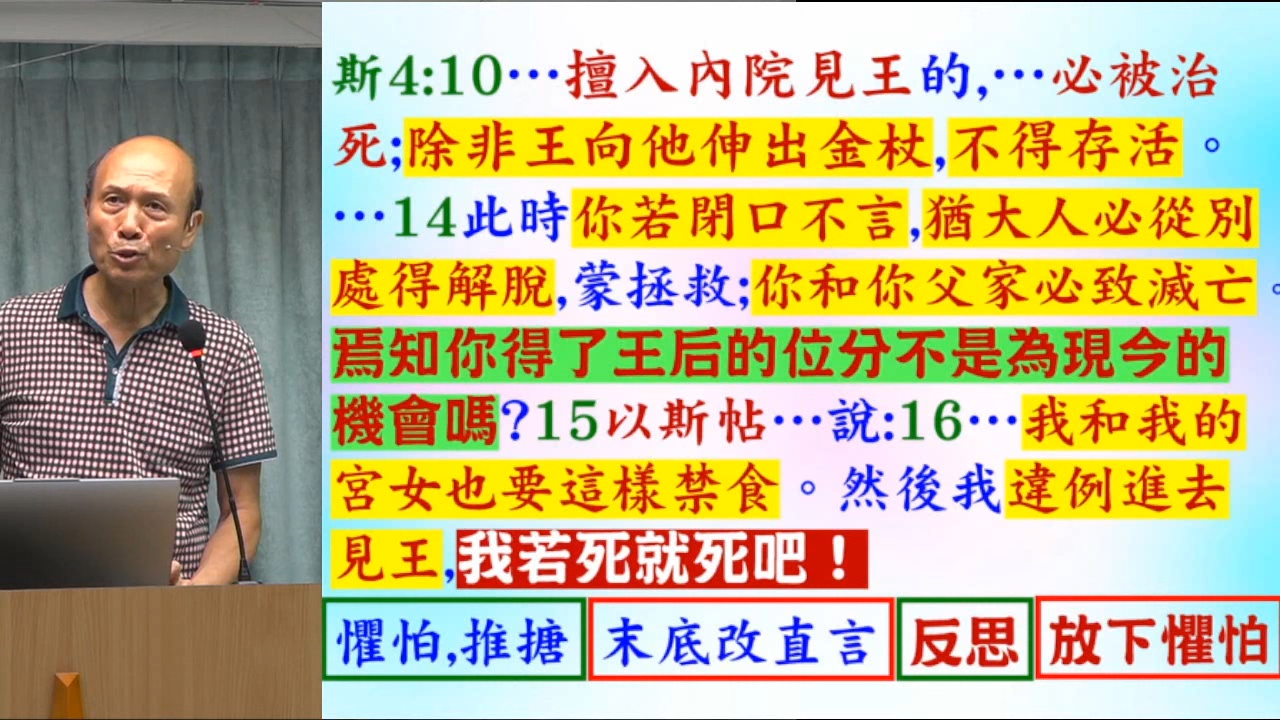 斯4:10…擅入內院見王的,…必被治
死;除非王向他伸出金杖,不得存活。
…14此時你若閉口不言,猶大人必從別
處得解脫,蒙拯救;你和你父家必致滅亡。
焉知你得了王后的位分不是為現今的
機會嗎?15以斯帖…說:16…我和我的
宮女也要這樣禁食。然後我違例進去
見王,我若死就死吧！
懼怕,推搪 末底改直言 反思 放下懼怕